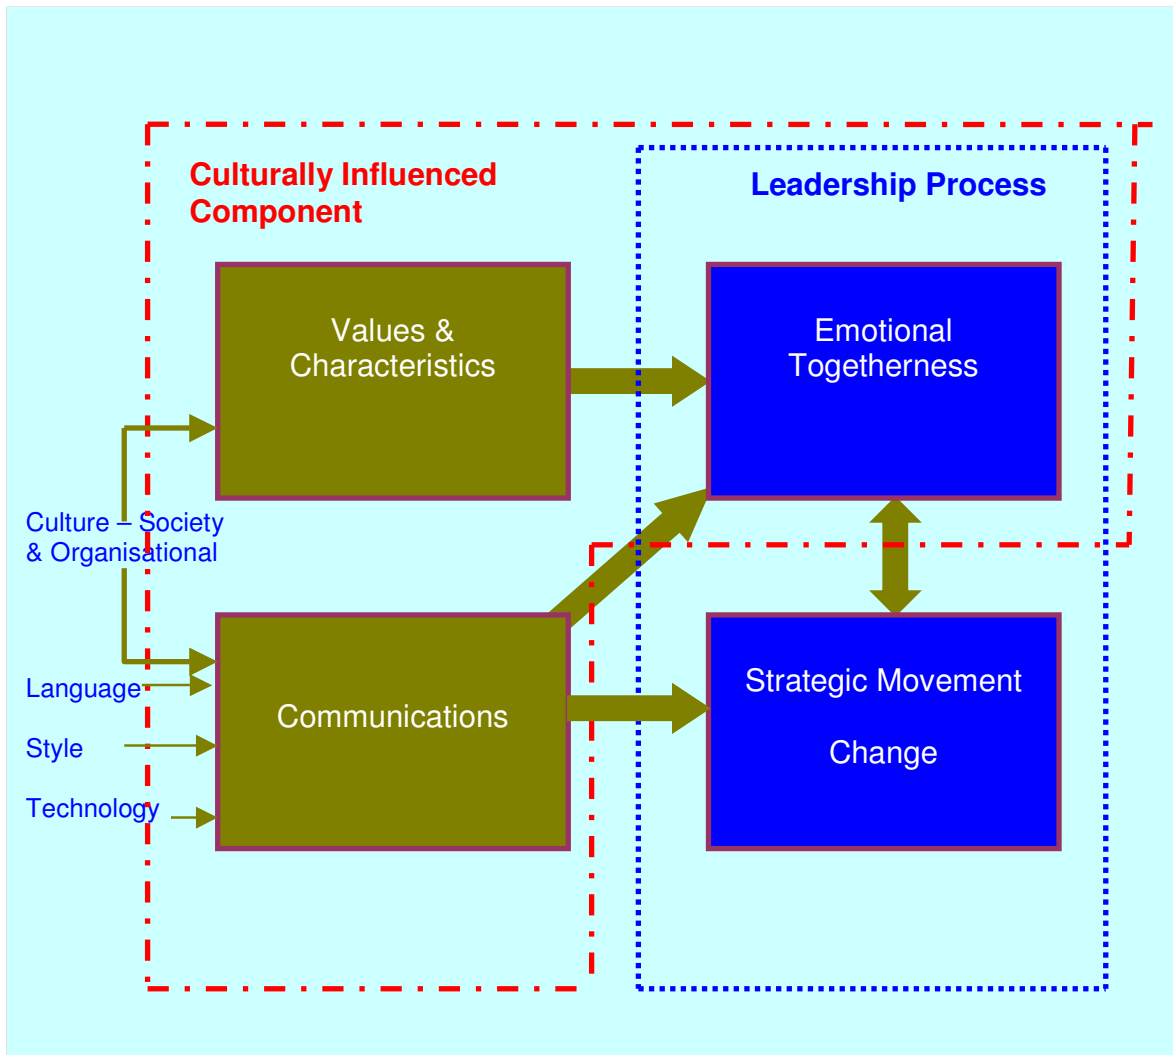 Culturally Influenced
Component
Leadership Process
Values &
Characteristics
Emotional
Togetherness
Culture – Society
& Organisational
Language
Style
Technology
Communications
Strategic Movement
Change